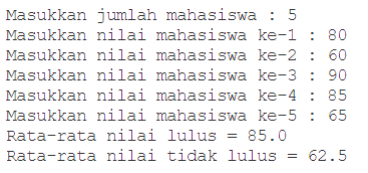 Masukkan jumlah mahasiswa : 5
Masukkan nilai mahasiswa ke-1 : 80
Masukkan nilai mahasiswa ke-2 : 60
Masukkan nilai mahasiswa ke-3 : 90
Masukkan nilai mahasiswa ke-4 : 85
Masukkan nilai mahasiswa ke-5 : 65
Rata-rata nilai lulus = 85.0
Rata-rata nilai tidak lulus = 62.5